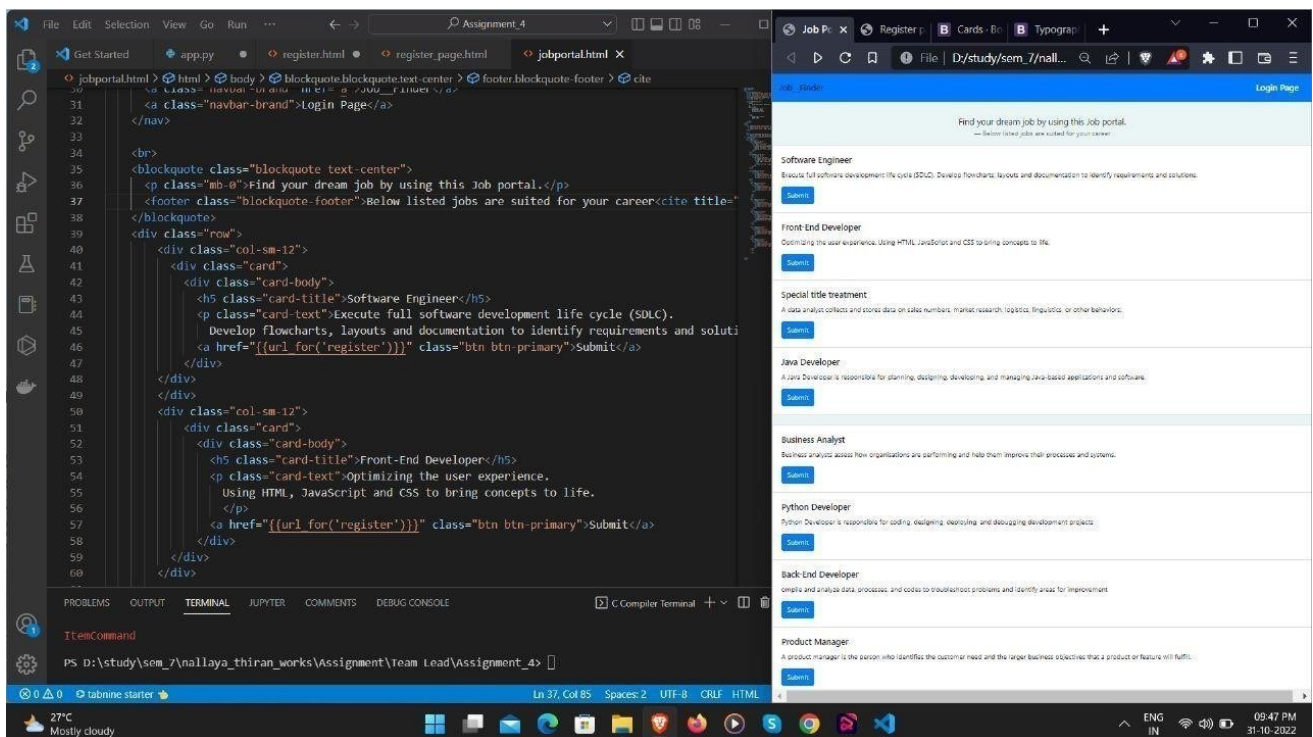 File Edit Selection View Go Run ... Assignment_4
Get Started app.py register.html register_page.html jobportal.html
jobportal.html > html > body > blockquote.blockquote.text-center > footer.blockquote-footer > cite
31 <a class="navbar-brand">Login Page</a>
32 </nav>
33
34 <br>
35 <blockquote class="blockquote text-center">
36 <p class="mb-0">Find your dream job by using this Job portal.</p>
37 <footer class="blockquote-footer">Below listed jobs are suited for your career<cite title="
38 </blockquote>
39 <div class="row">
40 <div class="col-sm-12">
41 <div class="card">
42 <div class="card-body">
43 <h5 class="card-title">Software Engineer</h5>
44 <p class="card-text">Execute full software development life cycle (SDLC).
45 Develop flowcharts, layouts and documentation to identify requirements and soluti
46 <a href="{{url_for('register')}}" class="btn btn-primary">Submit</a>
47 </div>
48 </div>
49 </div>
50 <div class="col-sm-12">
51 <div class="card">
52 <div class="card-body">
53 <h5 class="card-title">Front-End Developer</h5>
54 <p class="card-text">Optimizing the user experience.
55 Using HTML, JavaScript and CSS to bring concepts to life.
56 </p>
57 <a href="{{url_for('register')}}" class="btn btn-primary">Submit</a>
58 </div>
59 </div>
60 </div>
PROBLEMS OUTPUT TERMINAL JUPYTER COMMENTS DEBUG CONSOLE C Compiler Terminal
ItemCommand
PS D:\study\sem_7\nallaya_thiran_works\Assignment\Team Lead\Assignment_4>
0 0 tabnine starter Ln 37, Col 85 Spaces: 2 UTF-8 CRLF HTML
Job Po Register p Cards - Bo Typograp
File D:/study/sem_7/nall...
Job_Finder Login Page
Find your dream job by using this Job portal.
— Below listed jobs are suited for your career
Software Engineer
Execute full software development life cycle (SDLC). Develop flowcharts, layouts and documentation to identify requirements and solutions.
Submit
Front-End Developer
Optimizing the user experience. Using HTML, JavaScript and CSS to bring concepts to life.
Submit
Special title treatment
A data analyst collects and stores data on sales numbers, market research, logistics, linguistics, or other behaviors.
Submit
Java Developer
A Java Developer is responsible for planning, designing, developing, and managing Java-based applications and software.
Submit
Business Analyst
Business analysts assess how organisations are performing and help them improve their processes and systems.
Submit
Python Developer
Python Developer is responsible for coding, designing, deploying, and debugging development projects
Submit
Back-End Developer
ompile and analyze data, processes, and codes to troubleshoot problems and identify areas for improvement
Submit
Product Manager
A product manager is the person who identifies the customer need and the larger business objectives that a product or feature will fulfill.
Submit
27°C
Mostly cloudy
ENG
IN
09:47 PM
31-10-2022